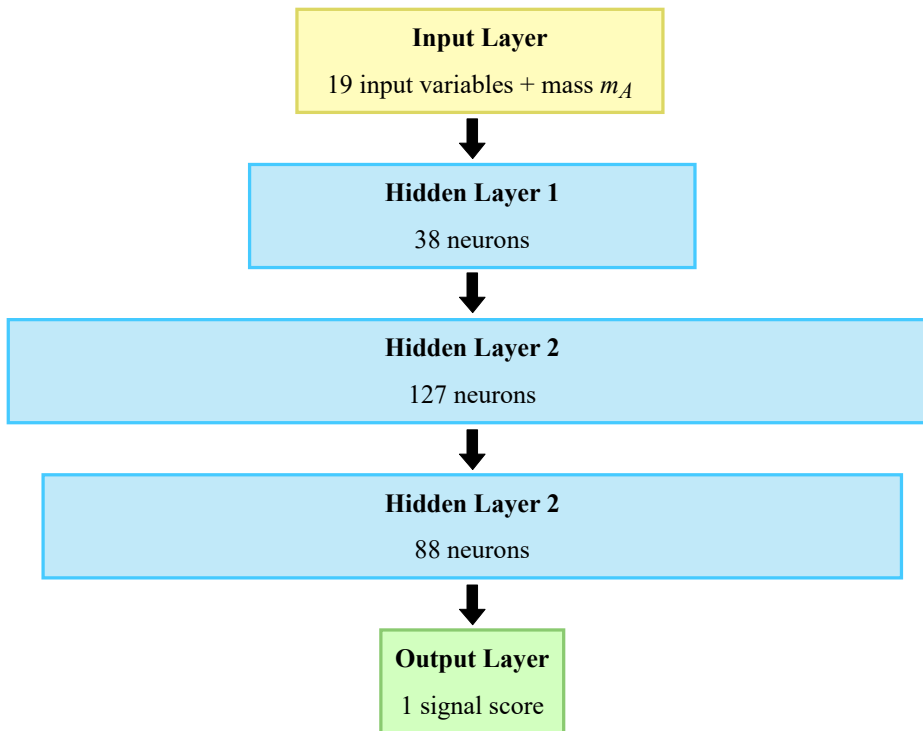 Input Layer
19 input variables + mass m_A
Hidden Layer 1
38 neurons
Hidden Layer 2
127 neurons
Hidden Layer 2
88 neurons
Output Layer
1 signal score